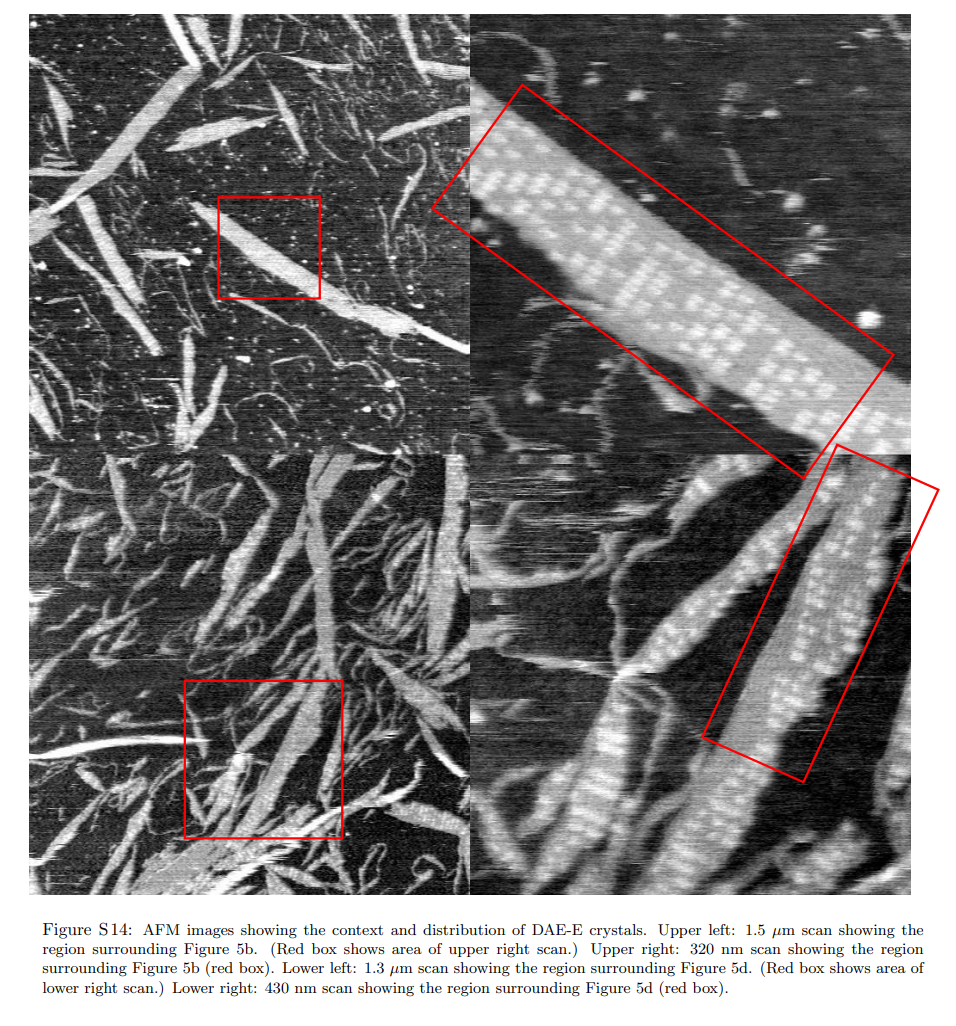 Figure S14: AFM images showing the context and distribution of DAE-E crystals. Upper left: 1.5 μm scan showing the
region surrounding Figure 5b. (Red box shows area of upper right scan.) Upper right: 320 nm scan showing the region
surrounding Figure 5b (red box). Lower left: 1.3 μm scan showing the region surrounding Figure 5d. (Red box shows area of
lower right scan.) Lower right: 430 nm scan showing the region surrounding Figure 5d (red box).